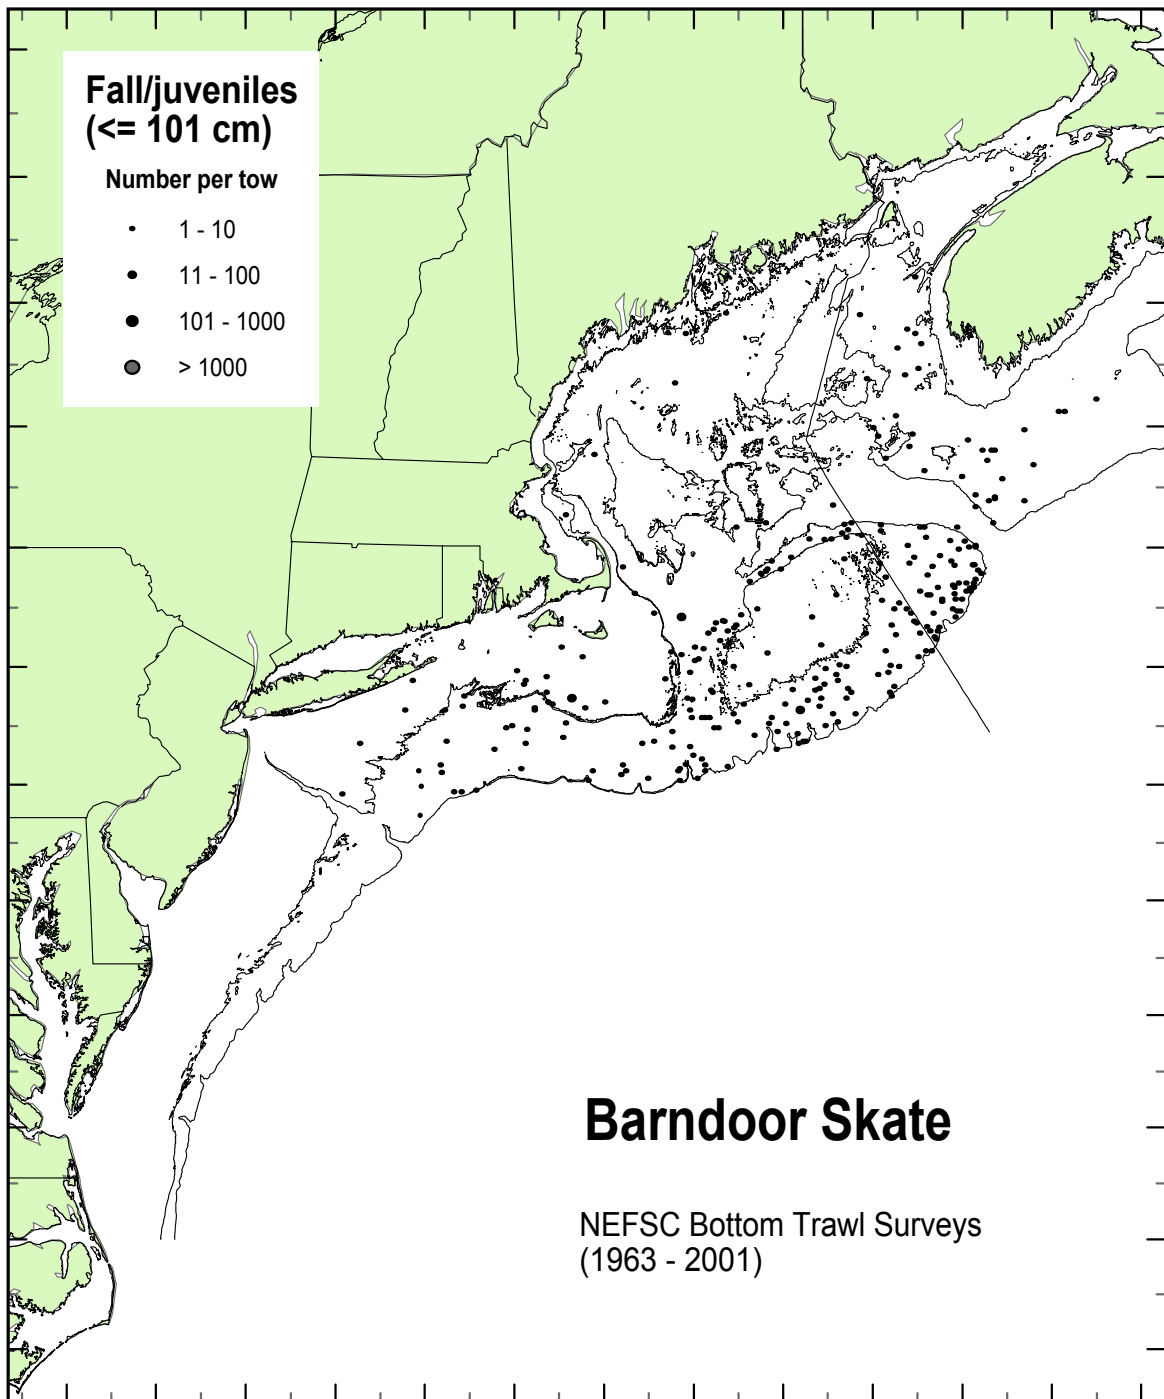 Fall/juveniles
(<= 101 cm)
Number per tow
1 - 10
11 - 100
101 - 1000
> 1000
Barndoor Skate
NEFSC Bottom Trawl Surveys
(1963 - 2001)